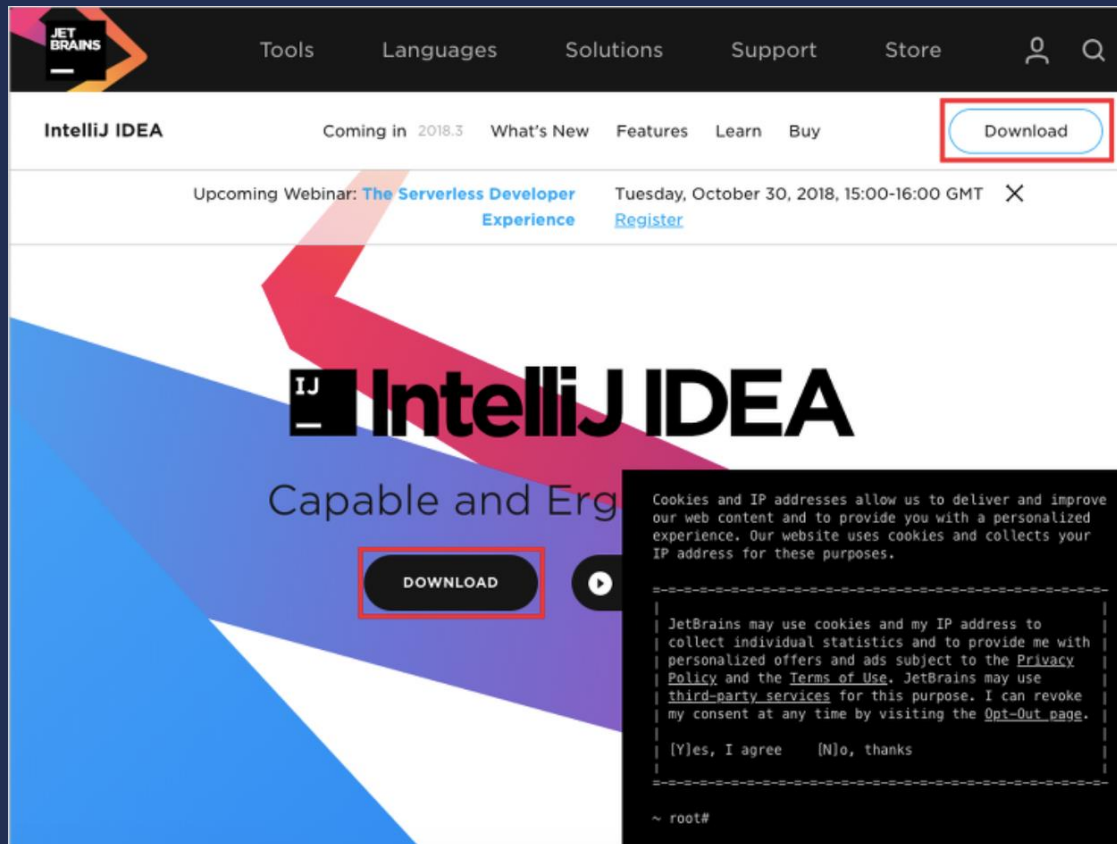 JET
BRAINS
Tools Languages Solutions Support Store
IntelliJ IDEA Coming in 2018.3 What's New Features Learn Buy Download
Upcoming Webinar: The Serverless Developer Experience
Tuesday, October 30, 2018, 15:00-16:00 GMT
Register
IJ
IntelliJ IDEA
Capable and Erg
DOWNLOAD
Cookies and IP addresses allow us to deliver and improve
our web content and to provide you with a personalized
experience. Our website uses cookies and collects your
IP address for these purposes.
JetBrains may use cookies and my IP address to
collect individual statistics and to provide me with
personalized offers and ads subject to the Privacy
Policy and the Terms of Use. JetBrains may use
third-party services for this purpose. I can revoke
my consent at any time by visiting the Opt-Out page.
[Y]es, I agree [N]o, thanks
~ root#